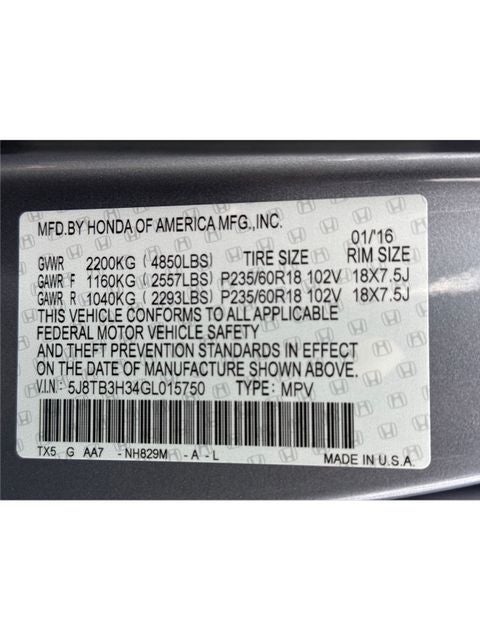 MFD.BY HONDA OF AMERICA MFG.,INC. 01/'16
GVWR 2200KG (4850LBS) TIRE SIZE RIM SIZE
GAWR F 1160KG (2557LBS) P235/60R18 102V 18X7.5J
GAWR R 1040KG (2293LBS) P235/60R18 102V 18X7.5J
THIS VEHICLE CONFORMS TO ALL APPLICABLE
FEDERAL MOTOR VEHICLE SAFETY
AND THEFT PREVENTION STANDARDS IN EFFECT
ON THE DATE OF MANUFACTURE SHOWN ABOVE.
V.I.N.: 5J8TB3H34GL015750 TYPE: MPV
TX5 G AA7 -NH829M -A -L
MADE IN U.S.A.